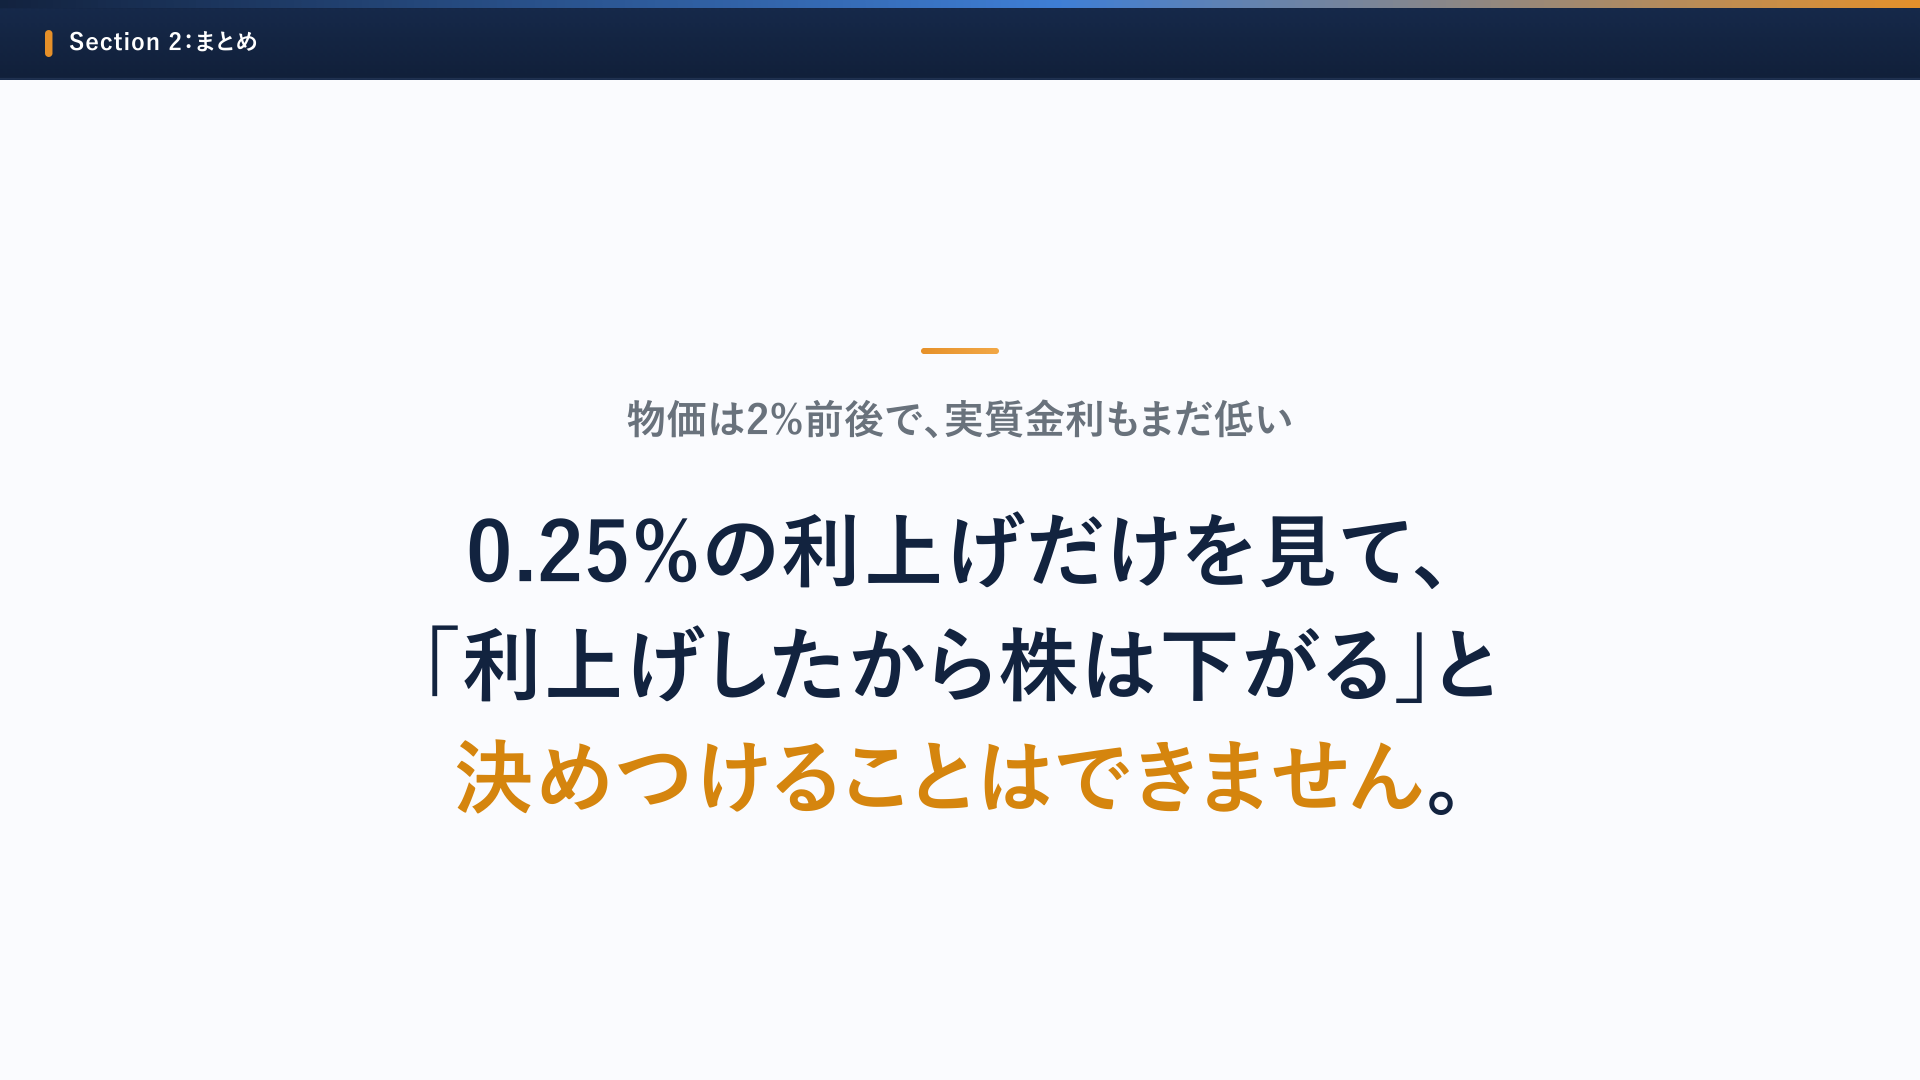 Section 2：まとめ
物価は2%前後で、実質金利もまだ低い
0.25%の利上げだけを見て、
「利上げしたから株は下がる」と
決めつけることはできません。